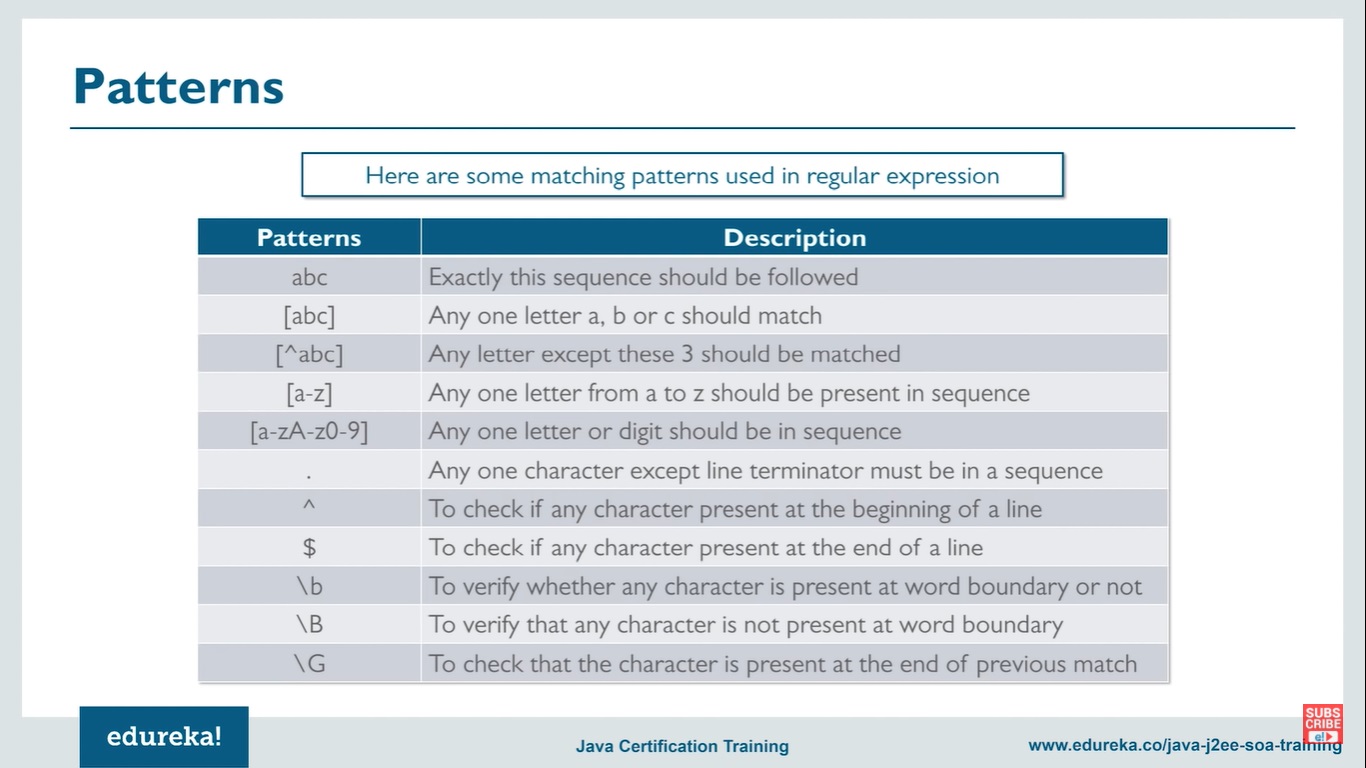 Patterns
Here are some matching patterns used in regular expression
Patterns Description
abc Exactly this sequence should be followed
[abc] Any one letter a, b or c should match
[^abc] Any letter except these 3 should be matched
[a-z] Any one letter from a to z should be present in sequence
[a-zA-z0-9] Any one letter or digit should be in sequence
. Any one character except line terminator must be in a sequence
^ To check if any character present at the beginning of a line
$ To check if any character present at the end of a line
\b To verify whether any character is present at word boundary or not
\B To verify that any character is not present at word boundary
\G To check that the character is present at the end of previous match
edureka!
Java Certification Training
www.edureka.co/java-j2ee-soa-training
SUBS
CRIBE
e!